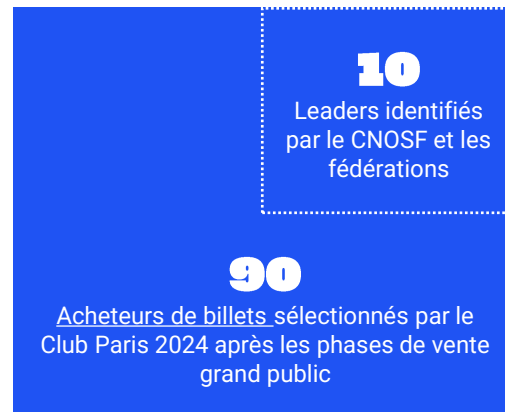 10
Leaders identifiés
par le CNOSF et les
fédérations
90
Acheteurs de billets sélectionnés par le
Club Paris 2024 après les phases de vente
grand public